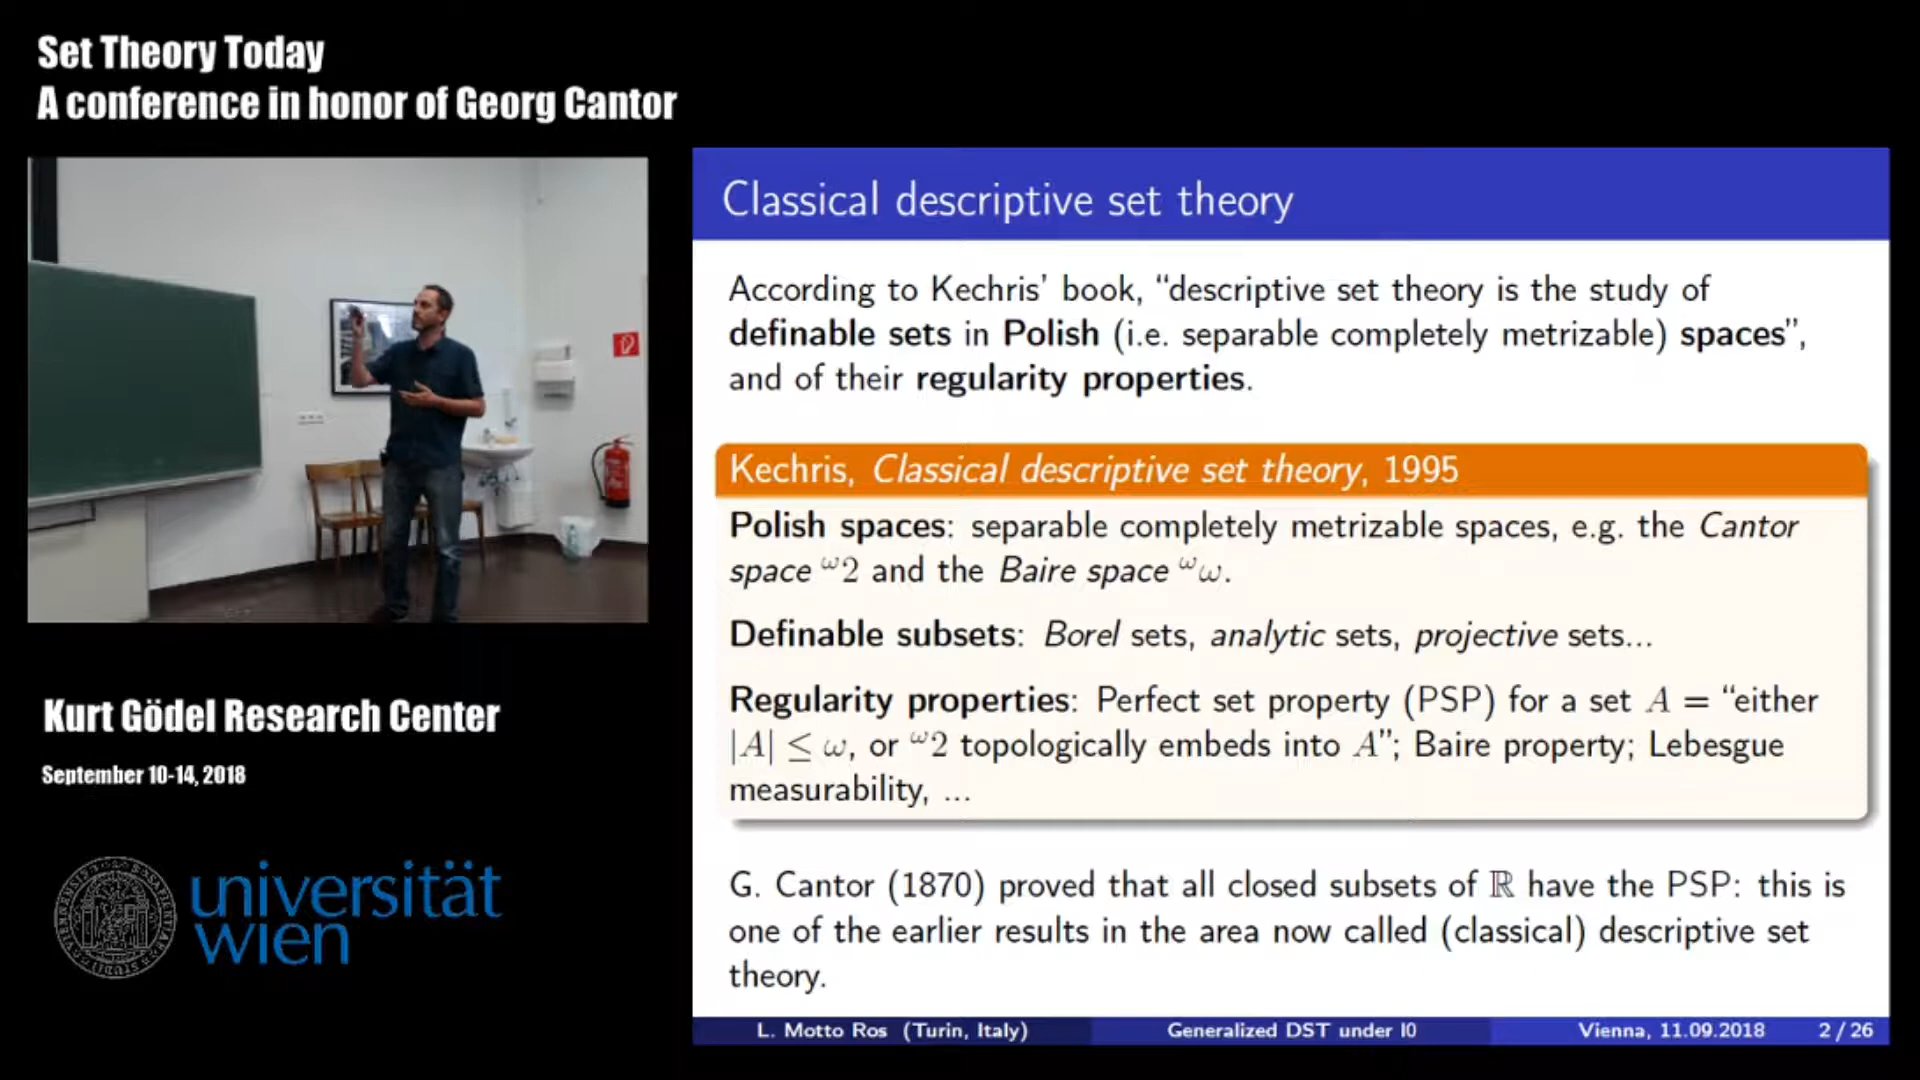 Set Theory Today
A conference in honor of Georg Cantor
Classical descriptive set theory
According to Kechris' book, “descriptive set theory is the study of
definable sets in Polish (i.e. separable completely metrizable) spaces”,
and of their regularity properties.
Kechris, Classical descriptive set theory, 1995
Polish spaces: separable completely metrizable spaces, e.g. the Cantor
space ᵚ2 and the Baire space ᵚω.
Definable subsets: Borel sets, analytic sets, projective sets...
Regularity properties: Perfect set property (PSP) for a set A = “either
|A| ≤ ω, or ᵚ2 topologically embeds into A”; Baire property; Lebesgue
measurability, ...
G. Cantor (1870) proved that all closed subsets of ℝ have the PSP: this is
one of the earlier results in the area now called (classical) descriptive set
theory.
L. Motto Ros (Turin, Italy) Generalized DST under I0 Vienna, 11.09.2018 2 / 26
Kurt Gödel Research Center
September 10-14, 2018
universität
wien